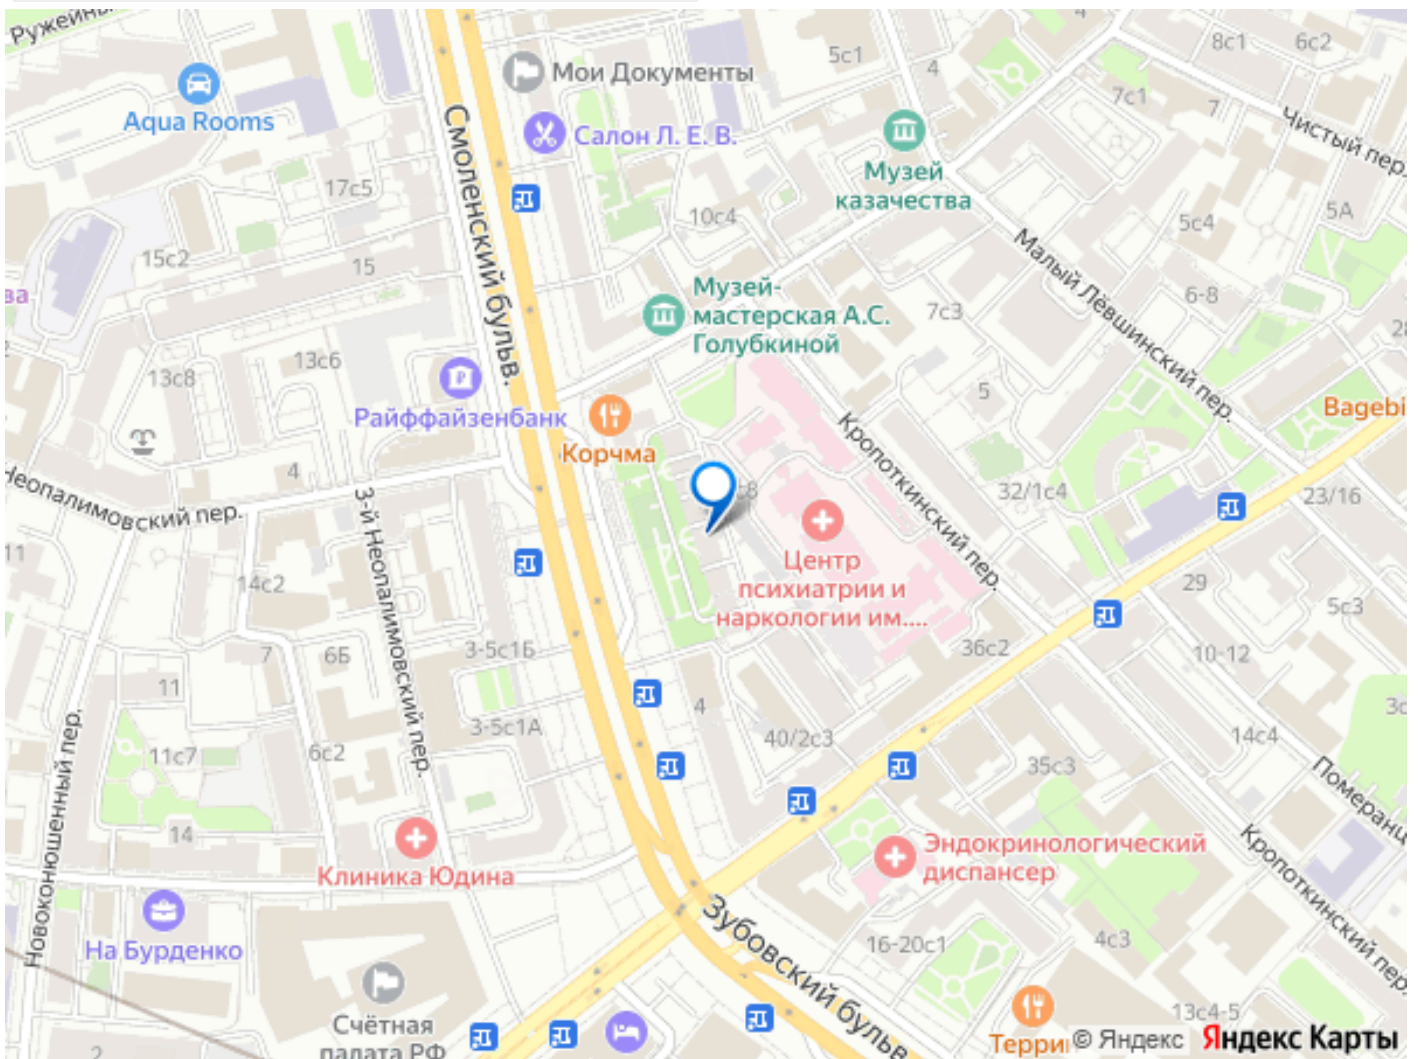 Ружейный
Aqua Rooms
Мои Документы
Салон Л. Е. В.
Смоленский бульв.
17с5
15с2
15
5с1
4
4
8с1
6с2
7с1
7
Чистый пер.
Музей
казачества
10с4
5А
5с4
6-8
Малый Лёвшинский пер.
Музей-
мастерская А.С.
Голубкиной
7с3
5
28
ва
13с8
13с6
Райффайзенбанк
Корчма
Bagebi
4
Неопалимовский пер.
3-й Неопалимовский пер.
Кропоткинский пер.
32/1с4
23/16
с8
Центр
психиатрии и
наркологии им....
11
14с2
29
5с3
7
6Б
3-5с1Б
36с2
10-12
11
3-5с1А
4
40/2с3
14с4
3с
11с7
6с2
35с3
Померанц
Новоконюшенный пер.
14
Клиника Юдина
Эндокринологический
диспансер
Кропоткинский пер.
На Бурденко
Зубовский бульв.
16-20с1
4с3
13с4-5
Счётная
палата РФ
2
Терри
© Яндекс Яндекс Карты